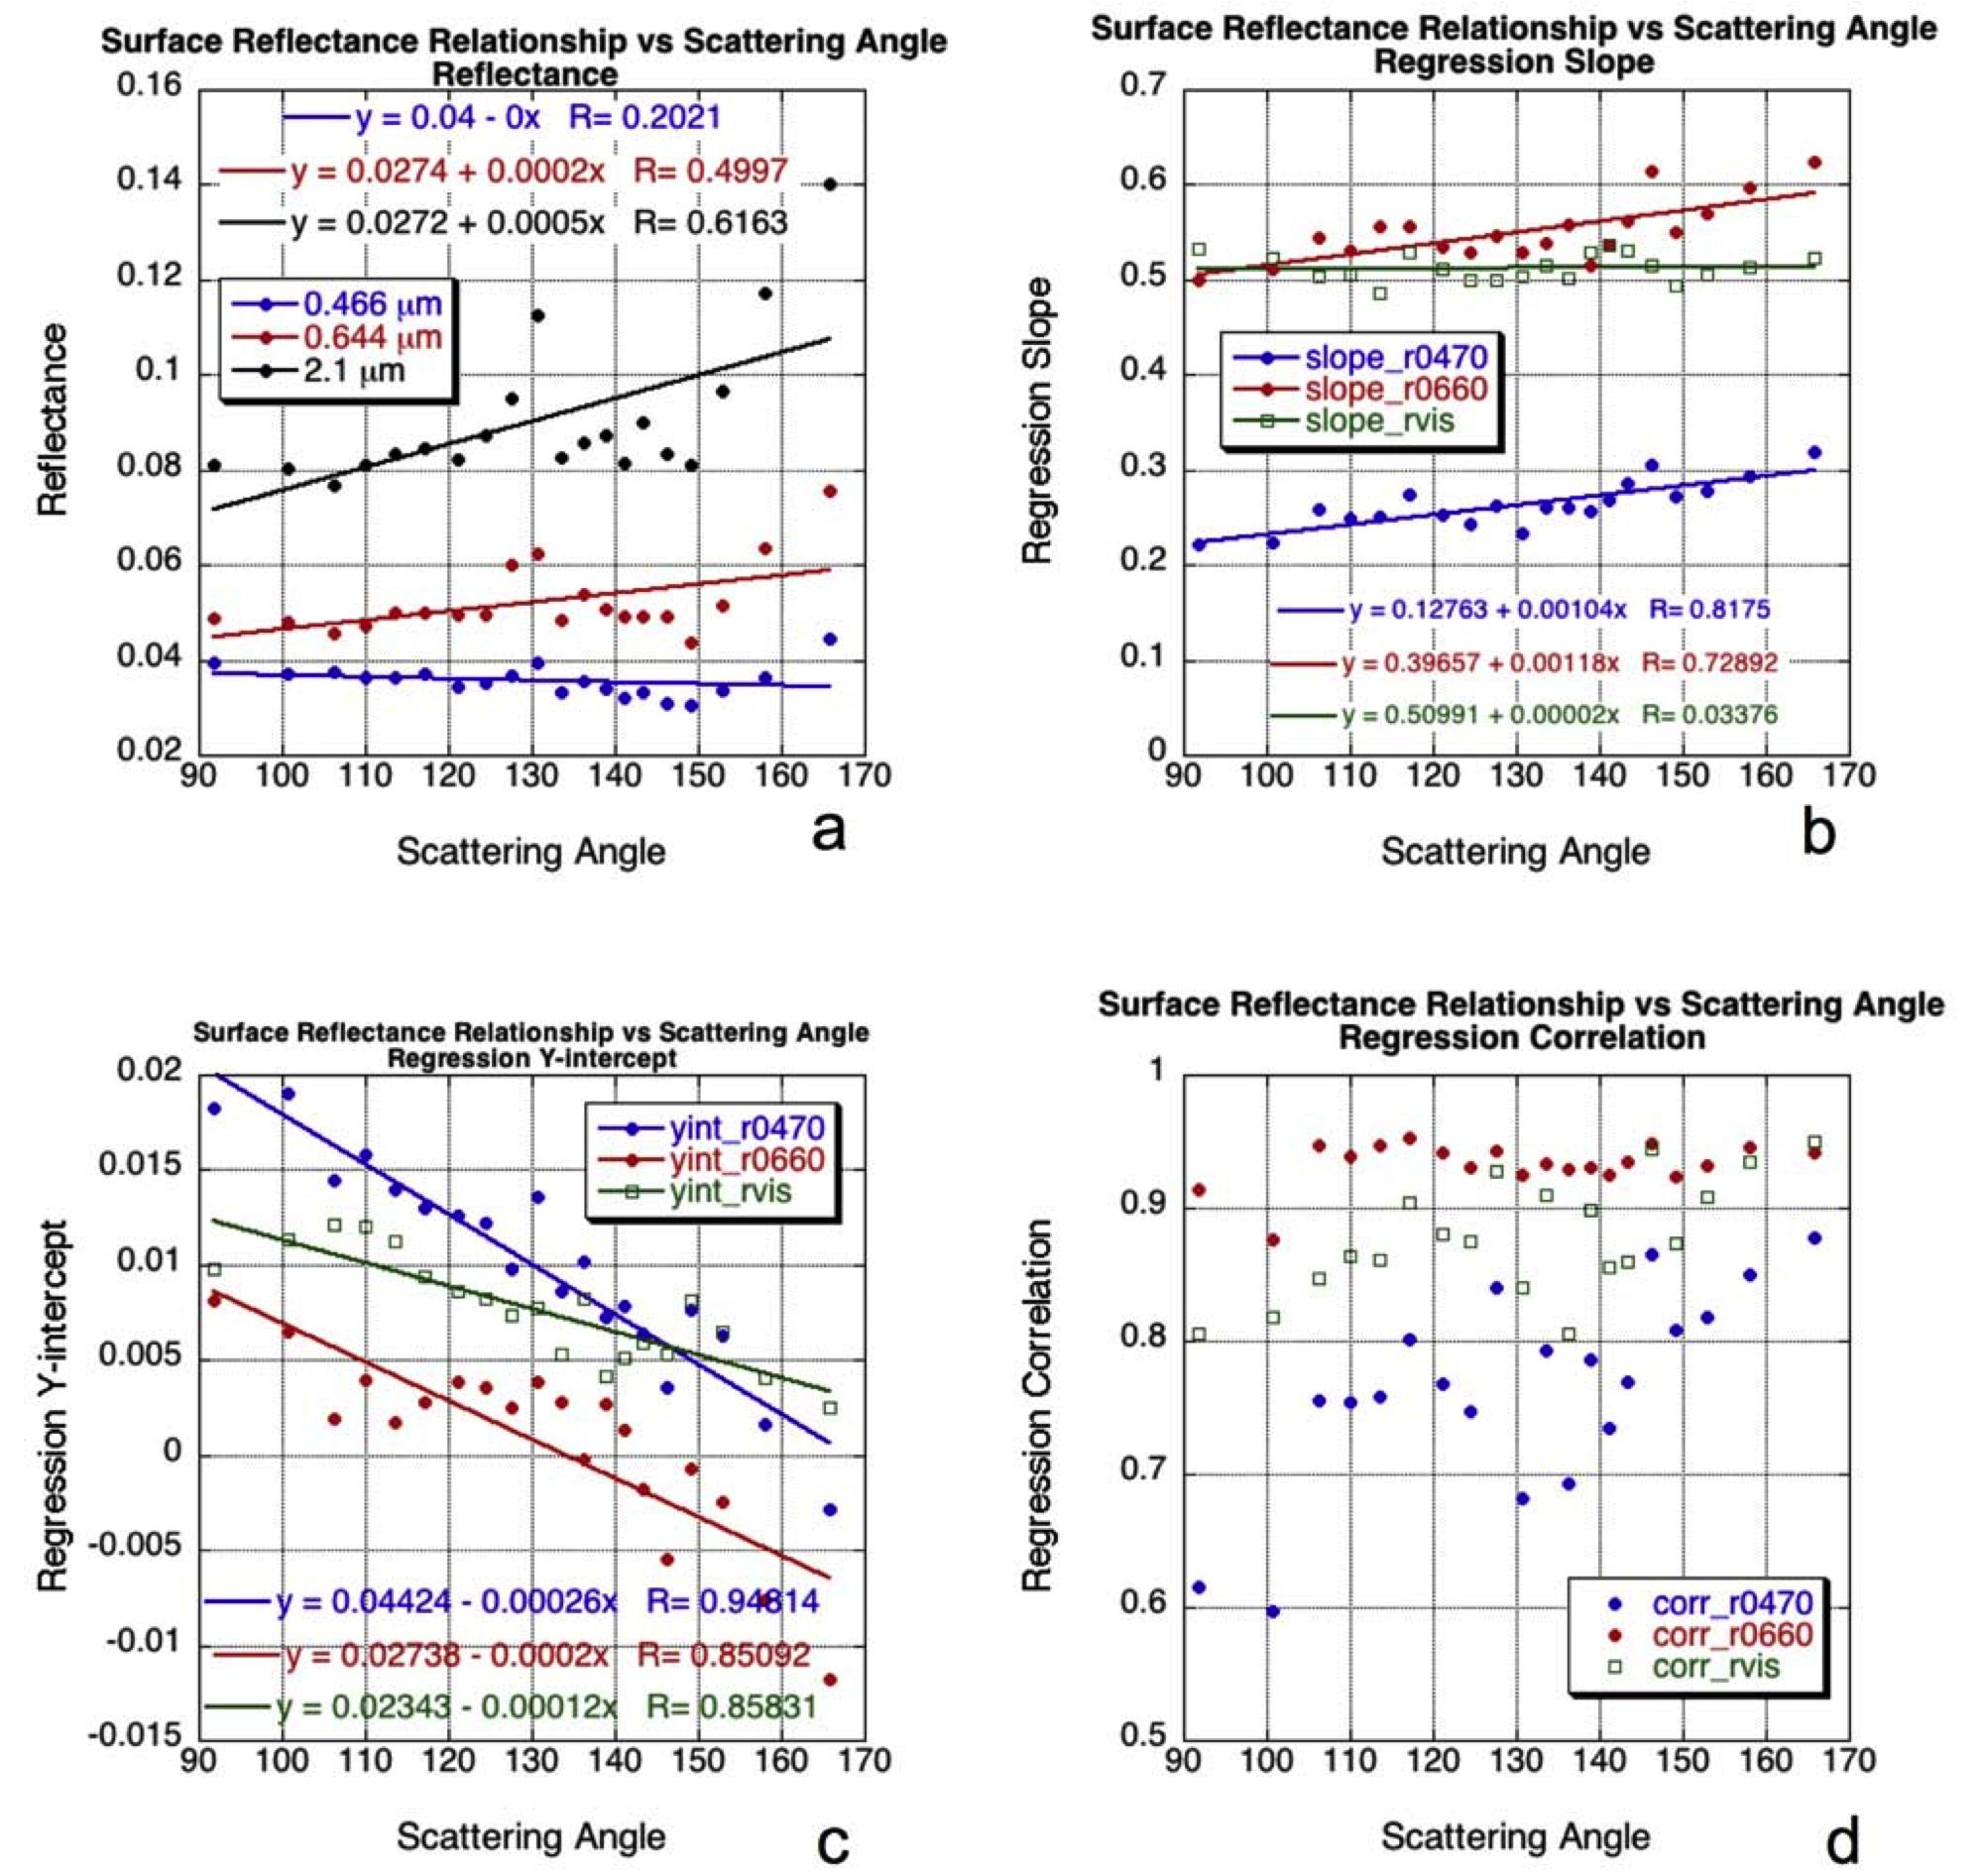 Surface Reflectance Relationship vs Scattering Angle
Reflectance
0.16
0.14
0.12
0.1
0.08
0.06
0.04
0.02
Reflectance
y = 0.04 - 0x R= 0.2021
y = 0.0274 + 0.0002x R= 0.4997
y = 0.0272 + 0.0005x R= 0.6163
0.466 μm
0.644 μm
2.1 μm
90 100 110 120 130 140 150 160 170
Scattering Angle
a
Surface Reflectance Relationship vs Scattering Angle
Regression Slope
0.7
0.6
0.5
0.4
0.3
0.2
0.1
0
Regression Slope
slope_r0470
slope_r0660
slope_rvis
y = 0.12763 + 0.00104x R= 0.8175
y = 0.39657 + 0.00118x R= 0.72892
y = 0.50991 + 0.00002x R= 0.03376
90 100 110 120 130 140 150 160 170
Scattering Angle
b
Surface Reflectance Relationship vs Scattering Angle
Regression Y-intercept
0.02
0.015
0.01
0.005
0
-0.005
-0.01
-0.015
Regression Y-intercept
yint_r0470
yint_r0660
yint_rvis
y = 0.04424 - 0.00026x R= 0.94814
y = 0.02738 - 0.0002x R= 0.85092
y = 0.02343 - 0.00012x R= 0.85831
90 100 110 120 130 140 150 160 170
Scattering Angle
c
Surface Reflectance Relationship vs Scattering Angle
Regression Correlation
1
0.9
0.8
0.7
0.6
0.5
Regression Correlation
corr_r0470
corr_r0660
corr_rvis
90 100 110 120 130 140 150 160 170
Scattering Angle
d